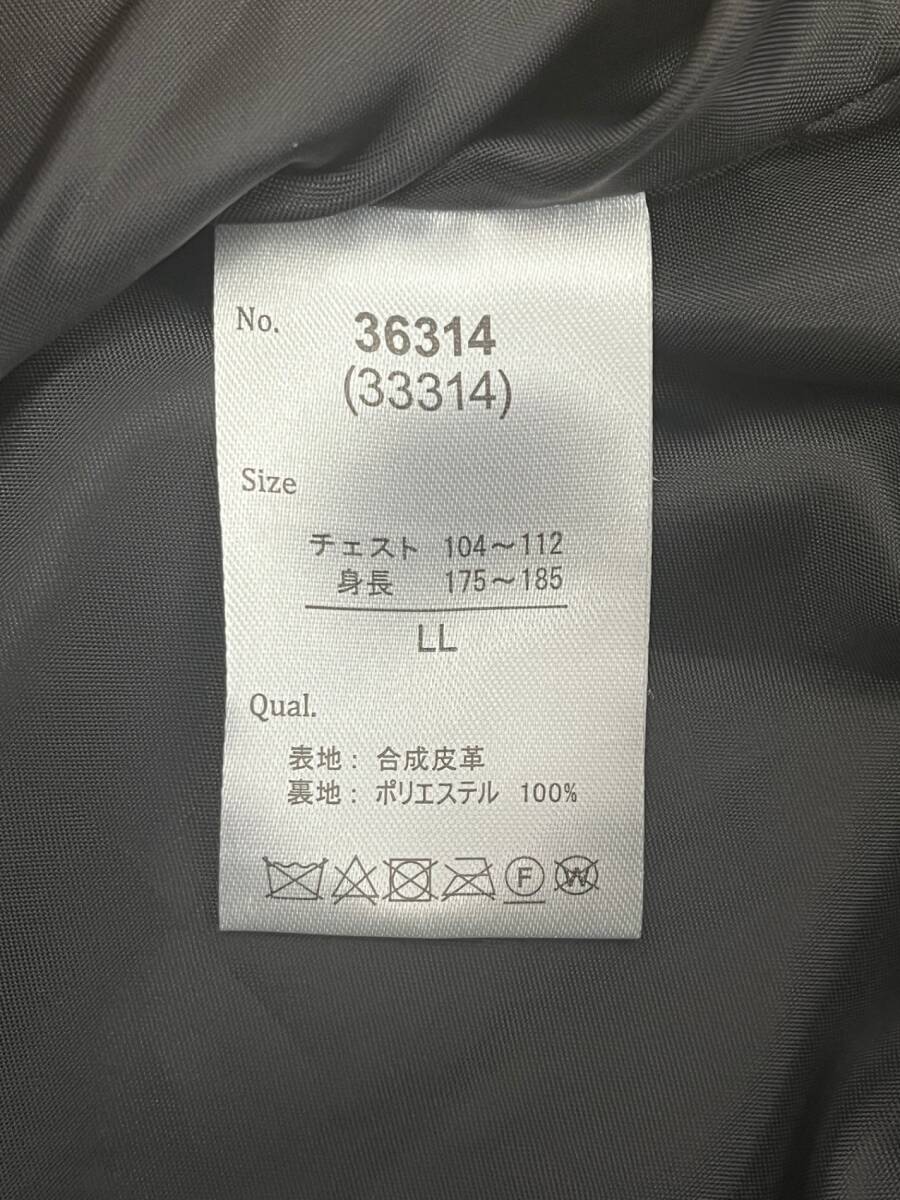 No. 36314
(33314)
Size
チェスト 104～112
身長 175～185
LL
Qual.
表地：合成皮革
裏地：ポリエステル 100%
F W